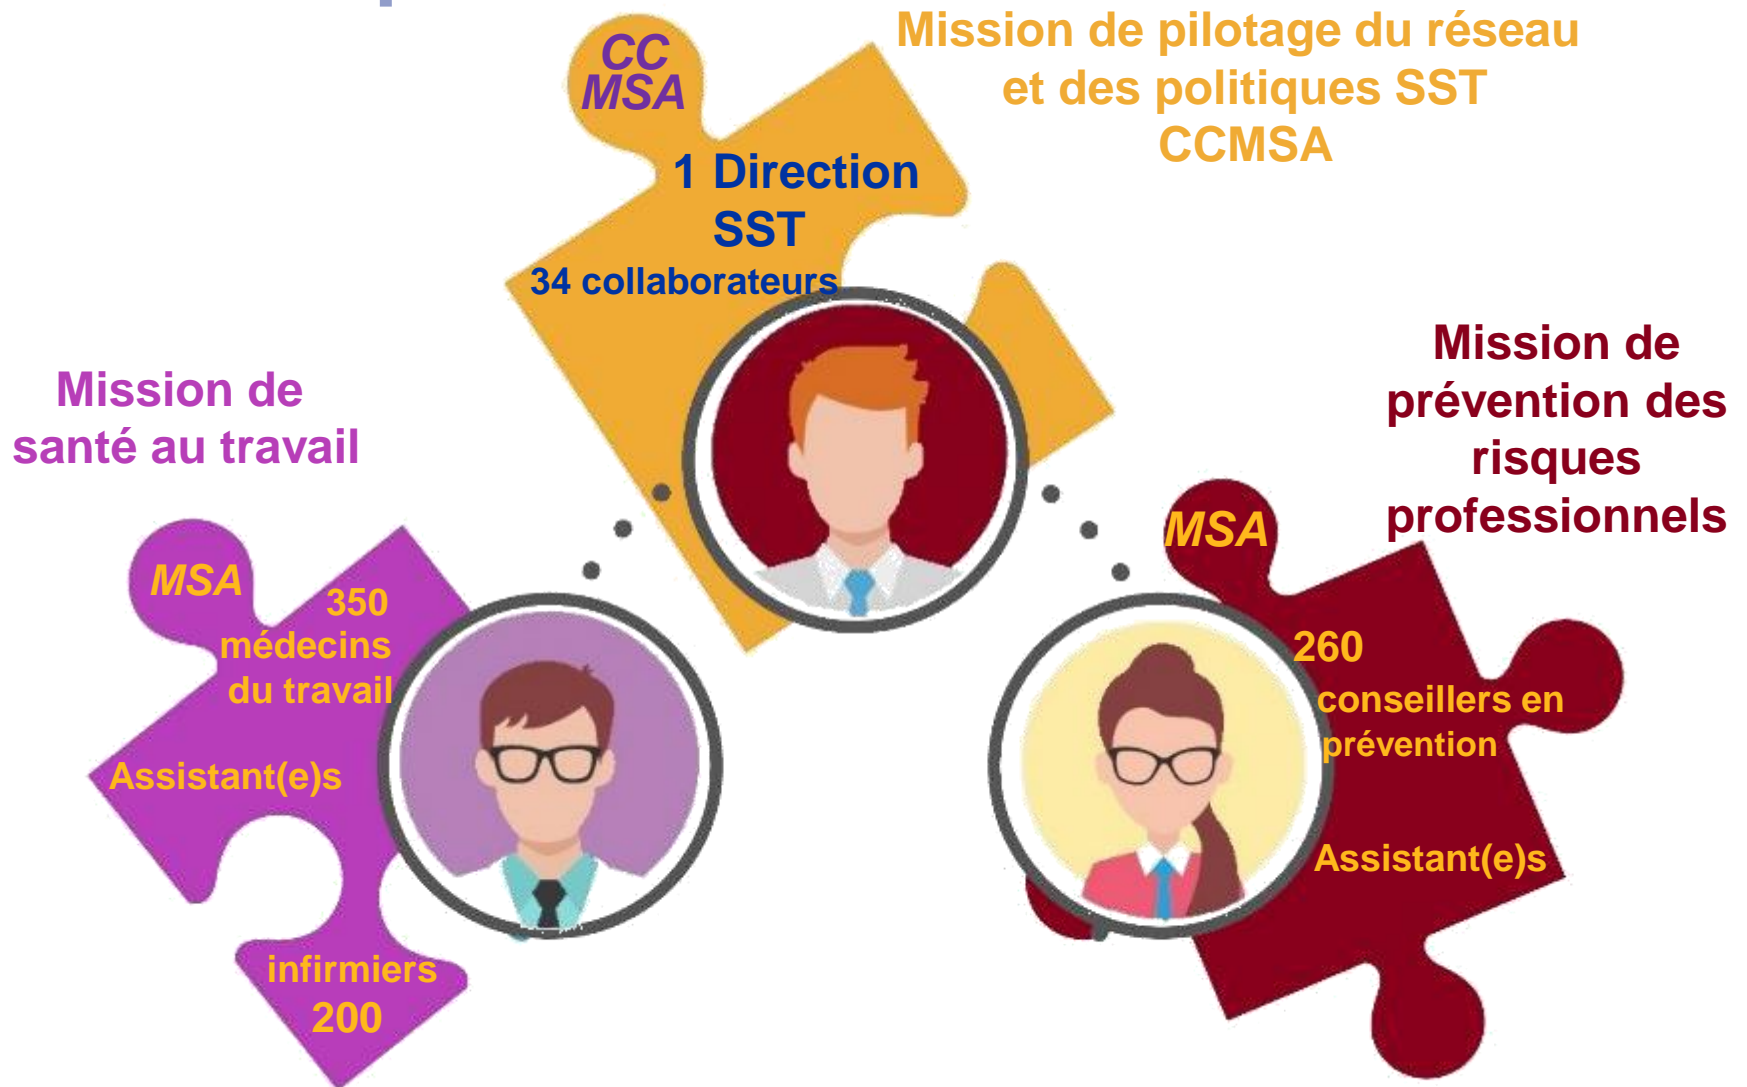 Mission de pilotage du réseau
et des politiques SST
CCMSA
CC
MSA
1 Direction
SST
34 collaborateurs
Mission de
santé au travail
MSA
350
médecins
du travail
Assistant(e)s
infirmiers
200
Mission de
prévention des
risques
professionnels
MSA
260
conseillers en
prévention
Assistant(e)s